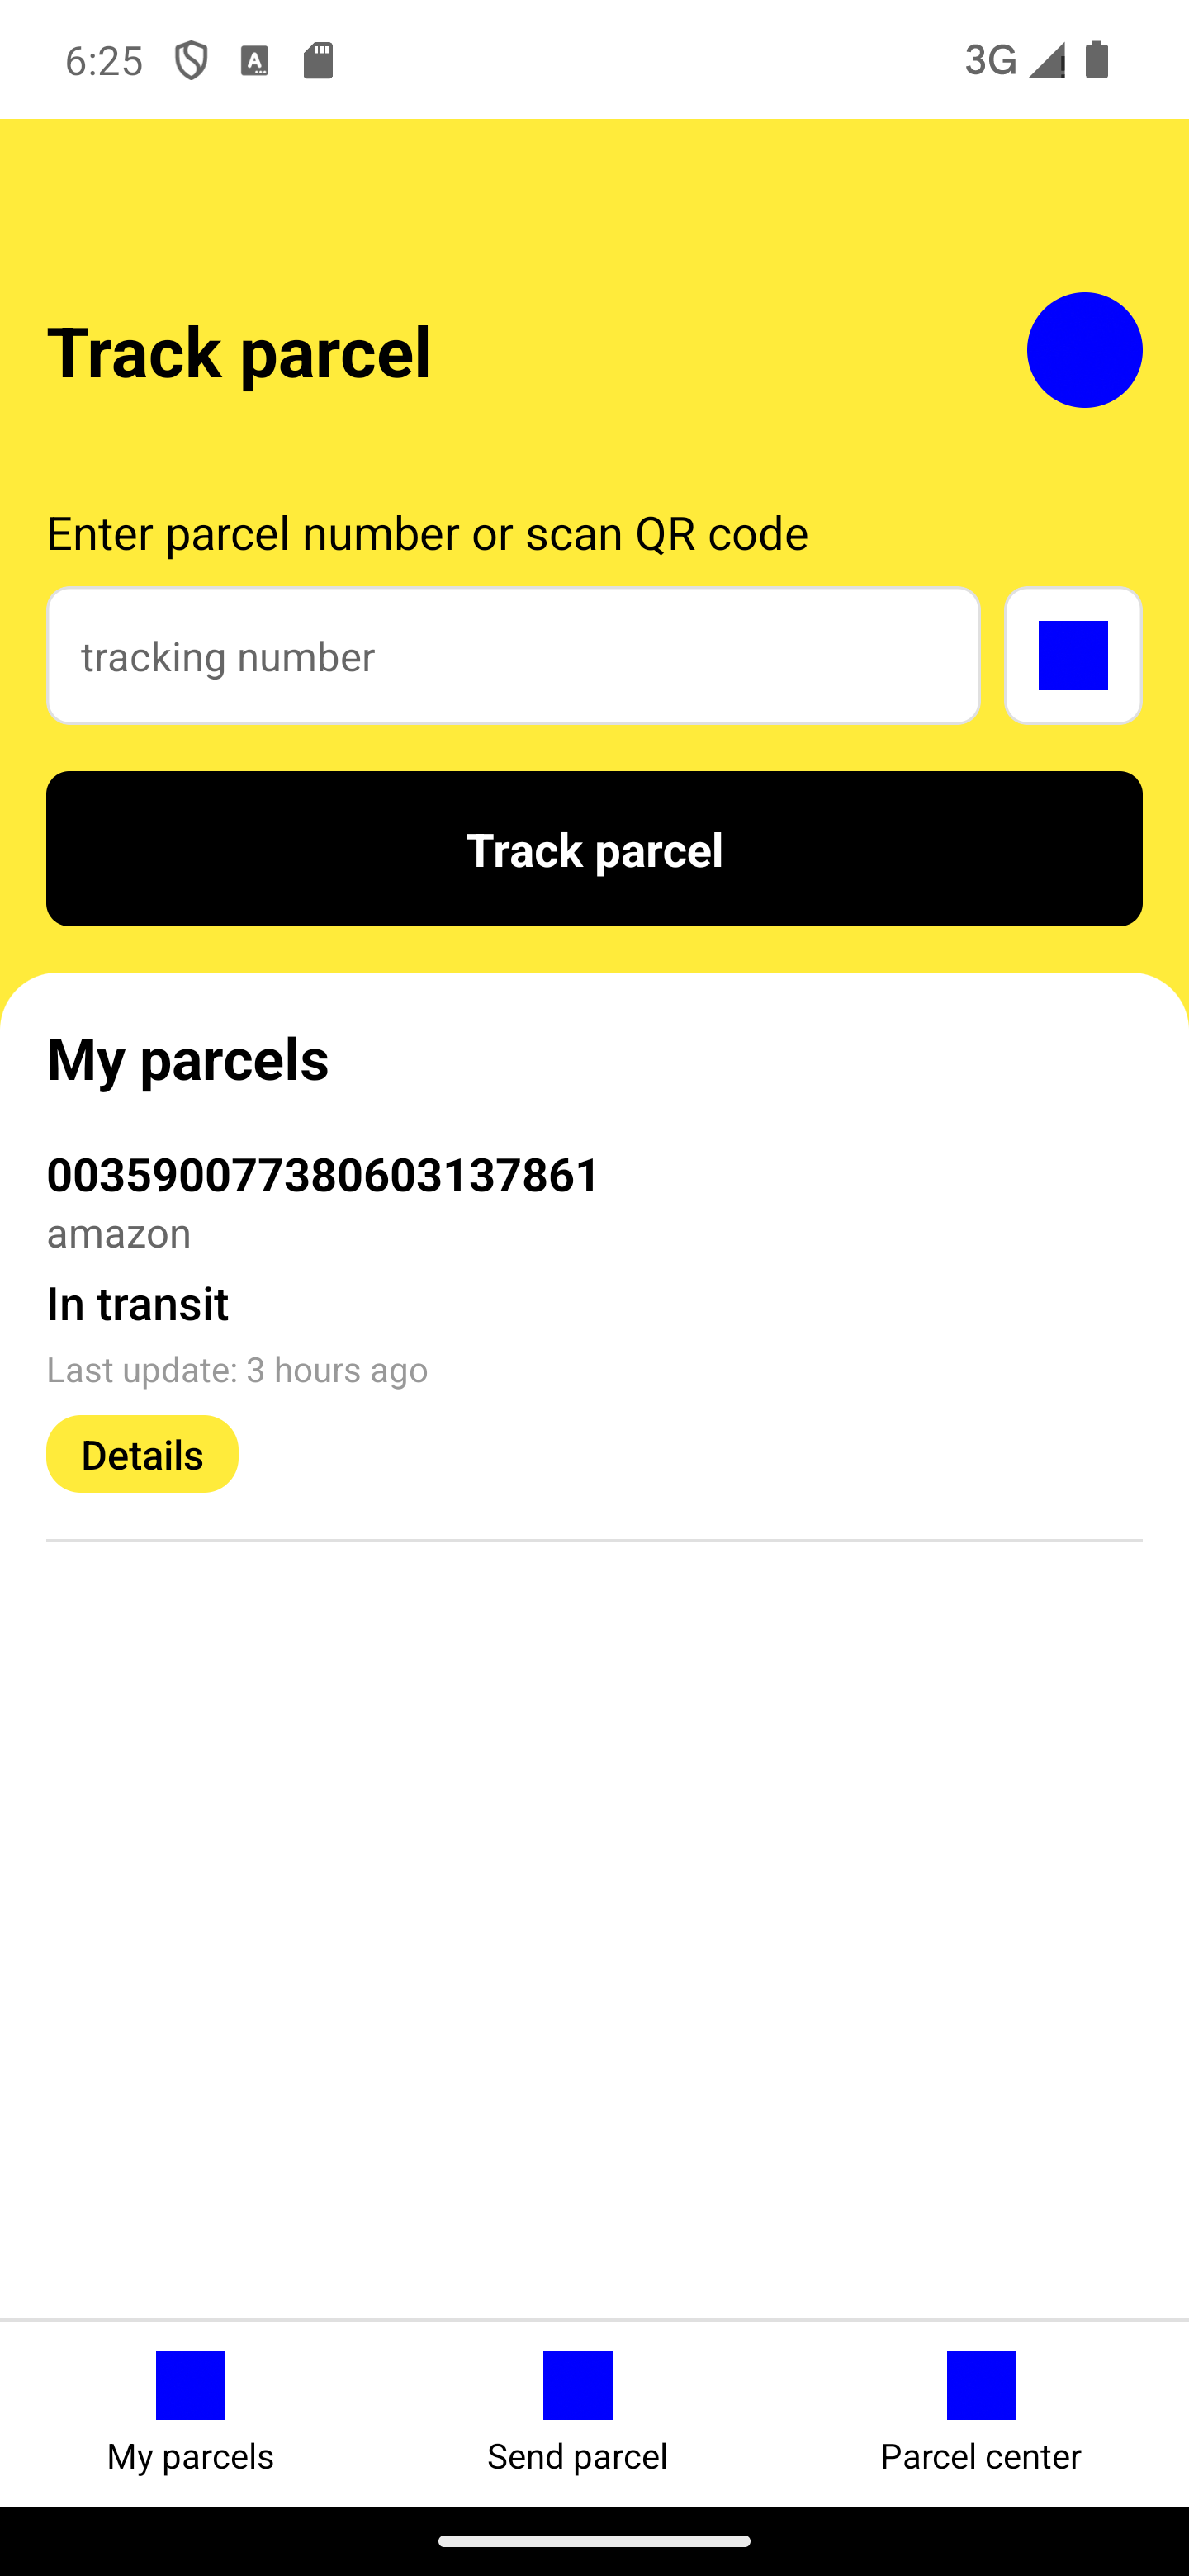 6:25
3G
Track parcel
Enter parcel number or scan QR code
tracking number
Track parcel
My parcels
003590077380603137861
amazon
In transit
Last update: 3 hours ago
Details
My parcels
Send parcel
Parcel center